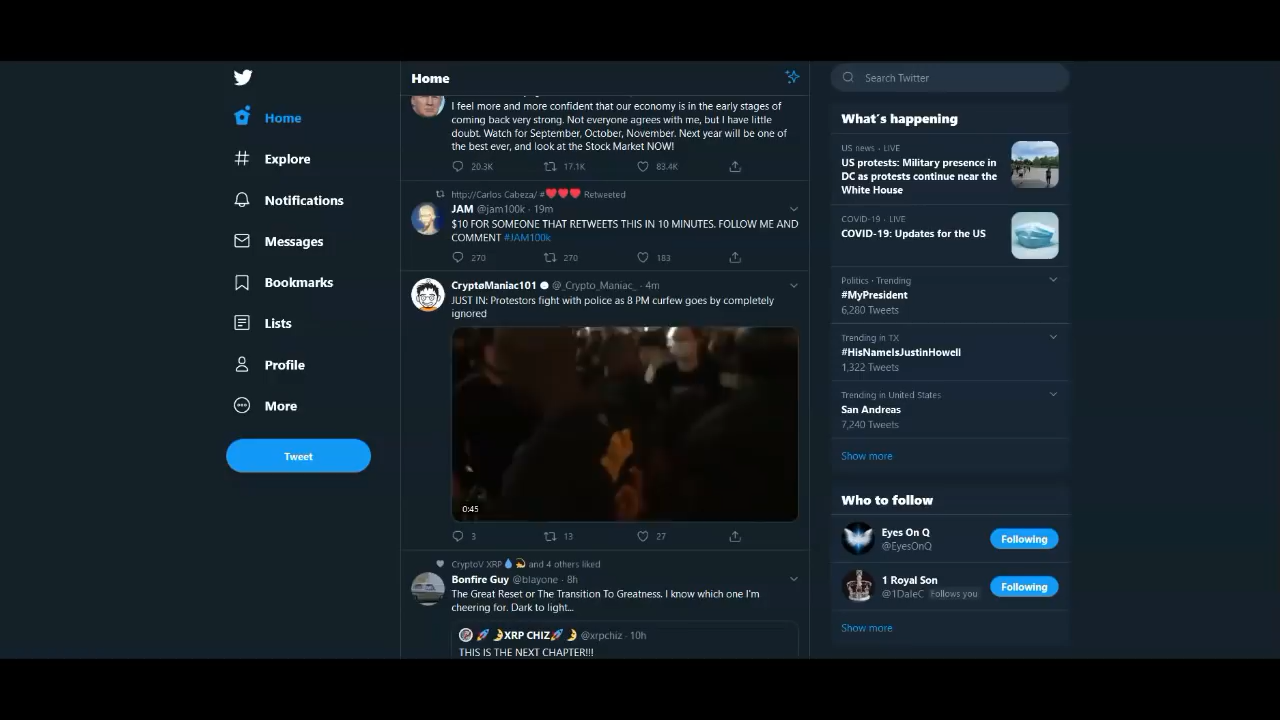 Home
Explore
Notifications
Messages
Bookmarks
Lists
Profile
More
Tweet
Home
I feel more and more confident that our economy is in the early stages of
coming back very strong. Not everyone agrees with me, but I have little
doubt. Watch for September, October, November. Next year will be one of
the best ever, and look at the Stock Market NOW!
20.3K 17.1K 83.4K
http://Carlos Cabeza/ #❤️❤️❤️ Retweeted
JAM @jam100k · 19m
$10 FOR SOMEONE THAT RETWEETS THIS IN 10 MINUTES. FOLLOW ME AND
COMMENT #JAM100k
270 270 183
CryptøManiac101 @_Crypto_Maniac_ · 4m
JUST IN: Protestors fight with police as 8 PM curfew goes by completely
ignored
0:45
3 13 27
CryptoV XRP💧💫 and 4 others liked
Bonfire Guy @blayone · 8h
The Great Reset or The Transition To Greatness. I know which one I'm
cheering for. Dark to light...
🚀🌛XRP CHIZ🚀🌛 @xrpchiz · 10h
THIS IS THE NEXT CHAPTER!!!
Search Twitter
What's happening
US news · LIVE
US protests: Military presence in
DC as protests continue near the
White House
COVID-19 · LIVE
COVID-19: Updates for the US
Politics · Trending
#MyPresident
6,280 Tweets
Trending in TX
#HisNameIsJustinHowell
1,322 Tweets
Trending in United States
San Andreas
7,240 Tweets
Show more
Who to follow
Eyes On Q
@EyesOnQ
Following
1 Royal Son
@1DaleC Follows you
Following
Show more